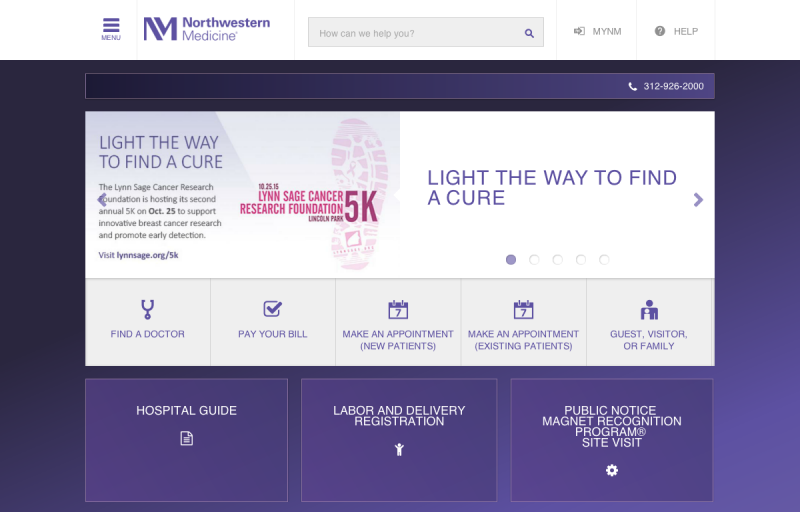 MENU
Northwestern
Medicine
How can we help you?
MYNM
HELP
312-926-2000
LIGHT THE WAY
TO FIND A CURE
The Lynn Sage Cancer Research
Foundation is hosting its second
annual 5K on Oct. 25 to support
innovative breast cancer research
and promote early detection.
Visit lynnsage.org/5k
10.25.15
LYNN SAGE CANCER
RESEARCH FOUNDATION
LINCOLN PARK
5K
LIGHT THE WAY TO FIND
A CURE
FIND A DOCTOR
PAY YOUR BILL
7
MAKE AN APPOINTMENT
(NEW PATIENTS)
7
MAKE AN APPOINTMENT
(EXISTING PATIENTS)
GUEST, VISITOR,
OR FAMILY
HOSPITAL GUIDE
LABOR AND DELIVERY
REGISTRATION
PUBLIC NOTICE
MAGNET RECOGNITION
PROGRAM®
SITE VISIT